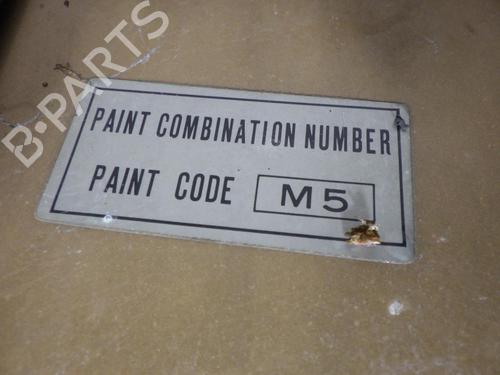 B-PARTS
PAINT COMBINATION NUMBER
PAINT CODE M5